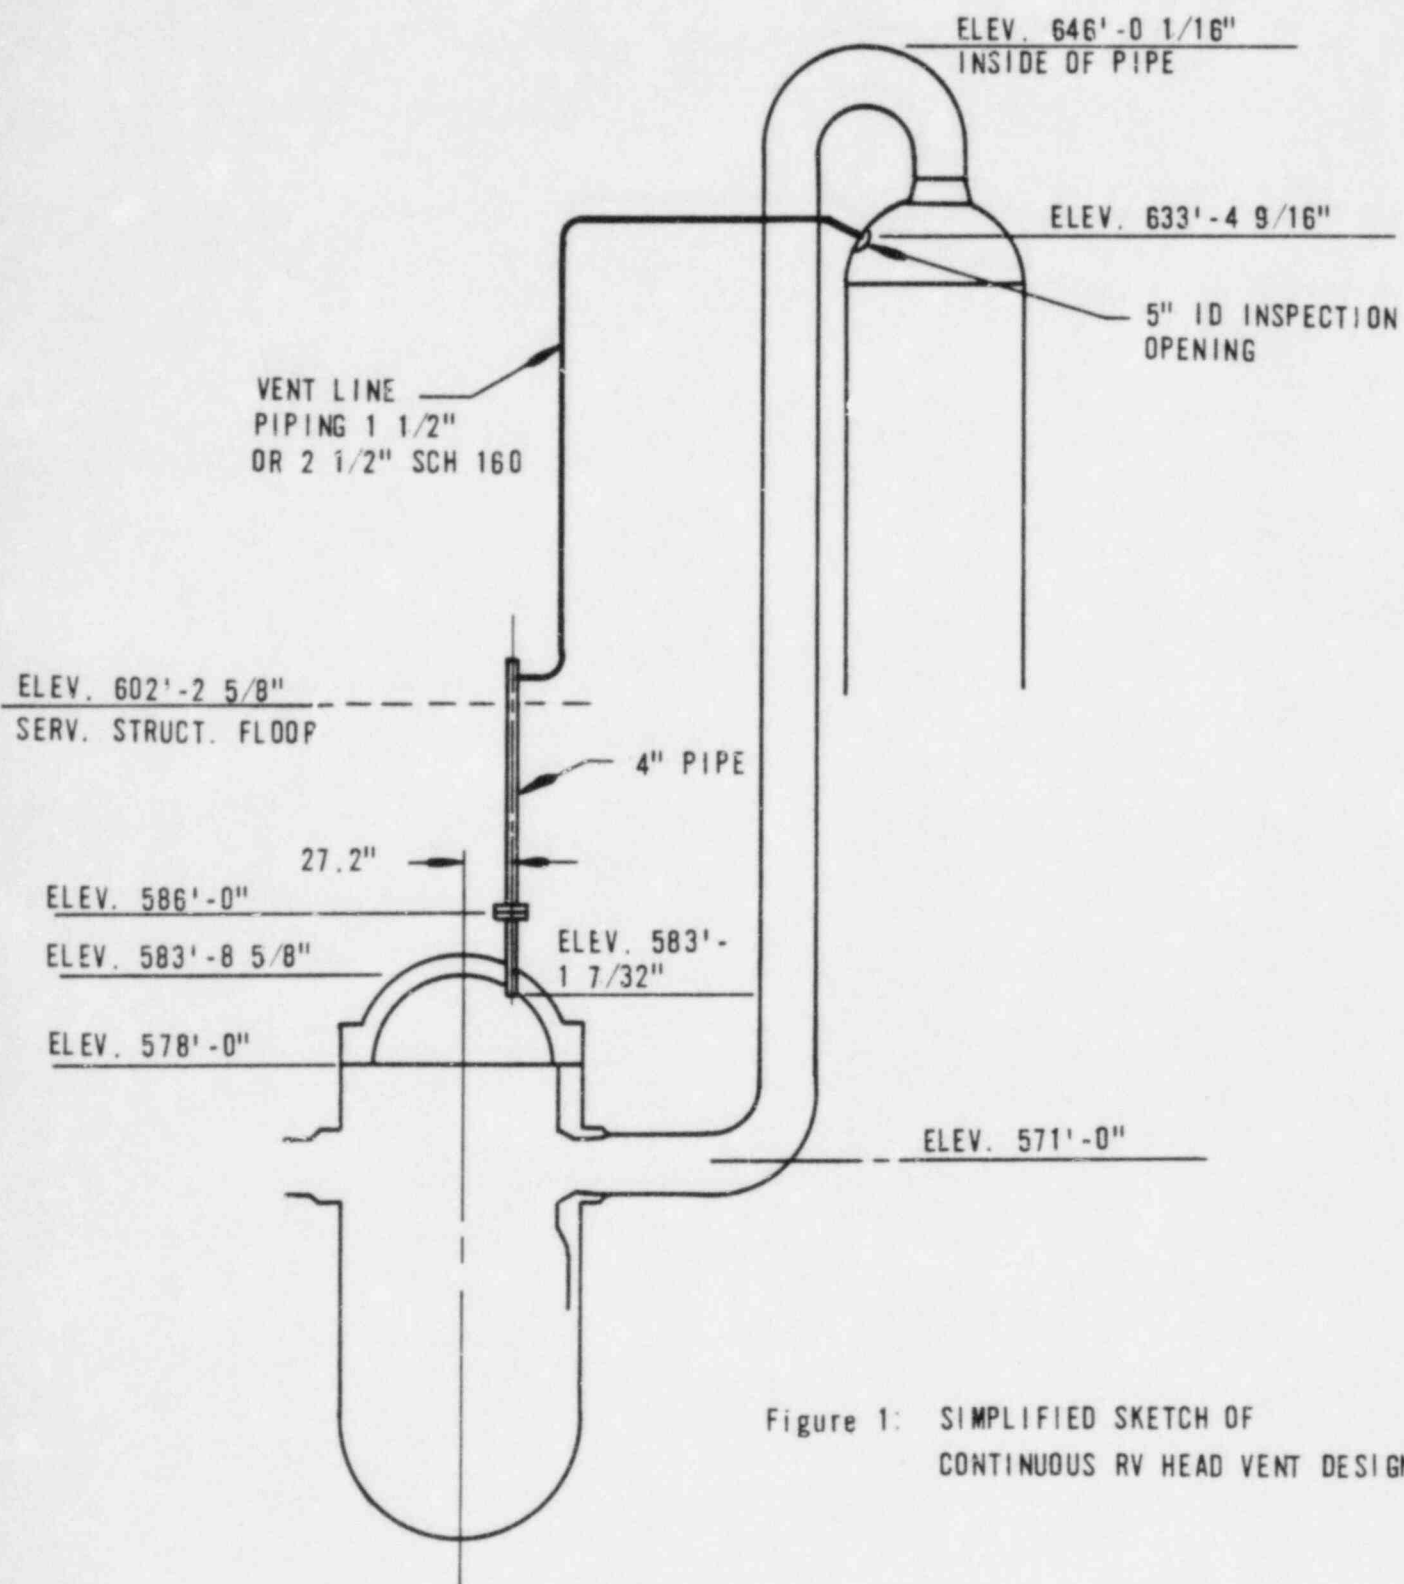 ELEV. 646'-0 1/16"
INSIDE OF PIPE
ELEV. 633'-4 9/16"
5" ID INSPECTION
OPENING
VENT LINE
PIPING 1 1/2"
OR 2 1/2" SCH 160
ELEV. 602'-2 5/8"
SERV. STRUCT. FLOOR
4" PIPE
27.2"
ELEV. 586'-0"
ELEV. 583'-8 5/8"
ELEV. 583'-
1 7/32"
ELEV. 578'-0"
ELEV. 571'-0"
Figure 1: SIMPLIFIED SKETCH OF
CONTINUOUS RV HEAD VENT DESIGN